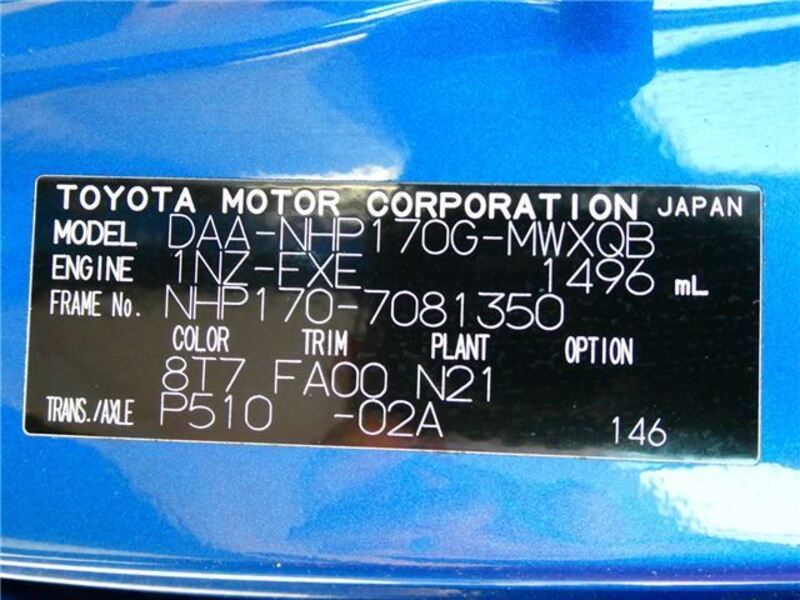 TOYOTA MOTOR CORPORATION JAPAN
MODEL DAA-NHP170G-MWXQB
ENGINE 1NZ-EXE 1496 mL
FRAME No. NHP170-7081350
COLOR TRIM PLANT OPTION
8T7 FA00 N21
TRANS./AXLE P510 -02A 146